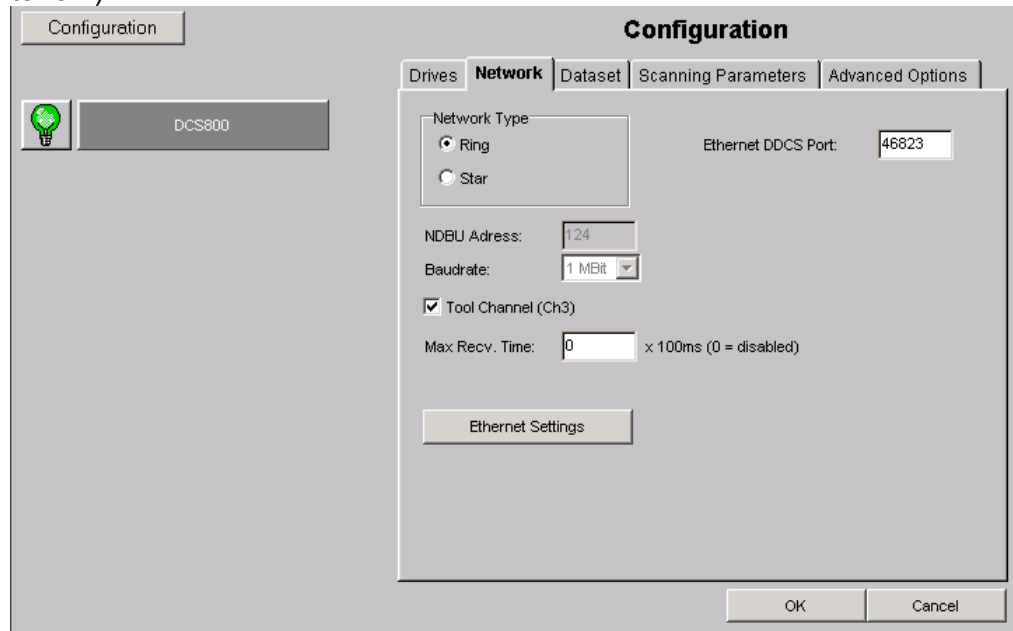 Configuration
Configuration
Drives Network Dataset Scanning Parameters Advanced Options
DCS800
Network Type
Ring
Star
Ethernet DDCS Port: 46823
NDBU Adress: 124
Baudrate: 1 MBit
Tool Channel (Ch3)
Max Recv. Time: 0 x 100ms (0 = disabled)
Ethernet Settings
OK Cancel